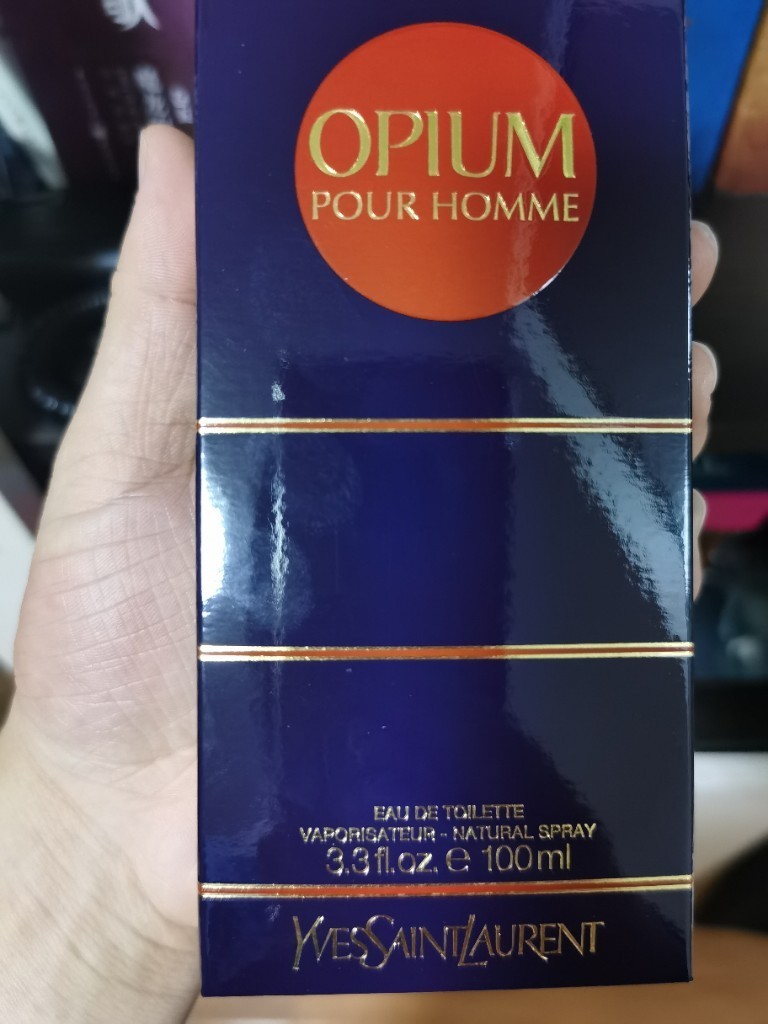 OPIUM
POUR HOMME
EAU DE TOILETTE
VAPORISATEUR - NATURAL SPRAY
3.3 fl.oz. ℮ 100 ml
YVESSAINTLAURENT